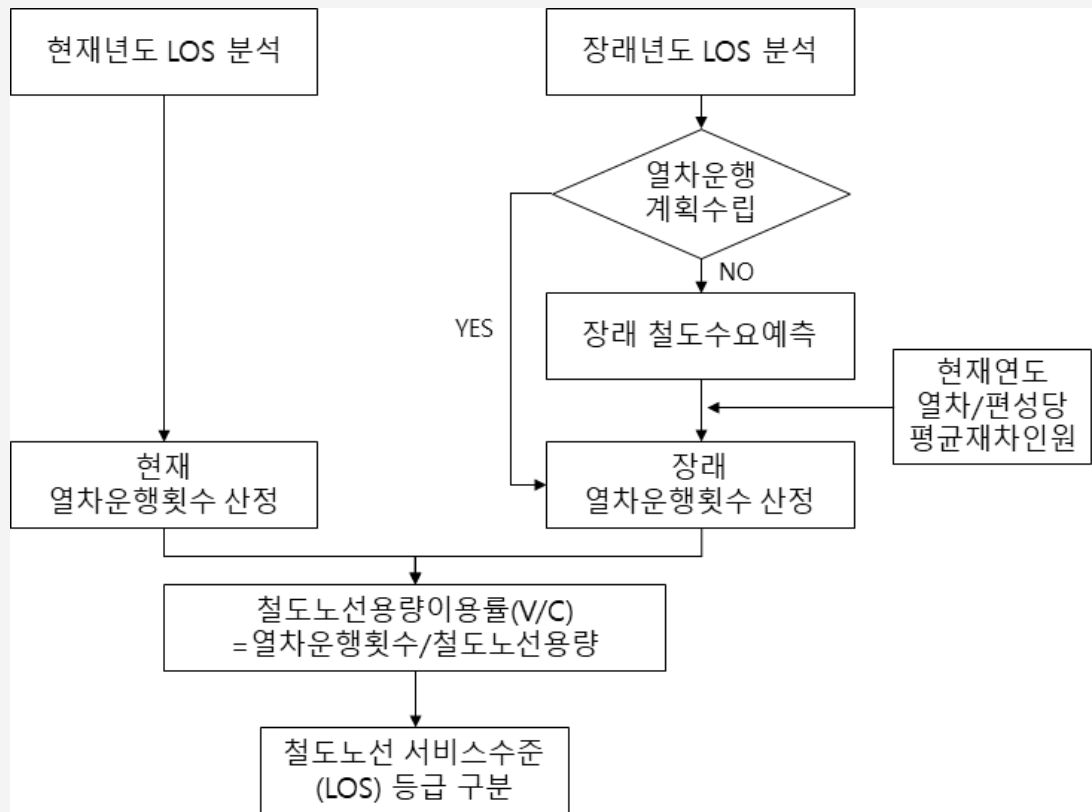 현재년도 LOS 분석
장래년도 LOS 분석
열차운행
계획수립
NO
YES
장래 철도수요예측
현재연도
열차/편성당
평균재차인원
현재
열차운행횟수 산정
장래
열차운행횟수 산정
철도노선용량이용률(V/C)
=열차운행횟수/철도노선용량
철도노선 서비스수준
(LOS) 등급 구분